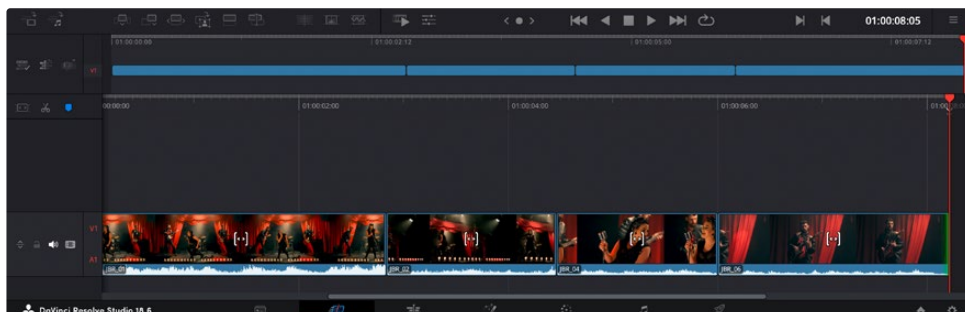 01:00:08:05
01:00:00:00 01:00:02:12 01:00:05:00 01:00:07:12
V1
00:00:00 01:00:02:00 01:00:04:00 01:00:06:00
V1
A1
JBR_01 JBR_02 JBR_04 JBR_06
DaVinci Resolve Studio 18.6